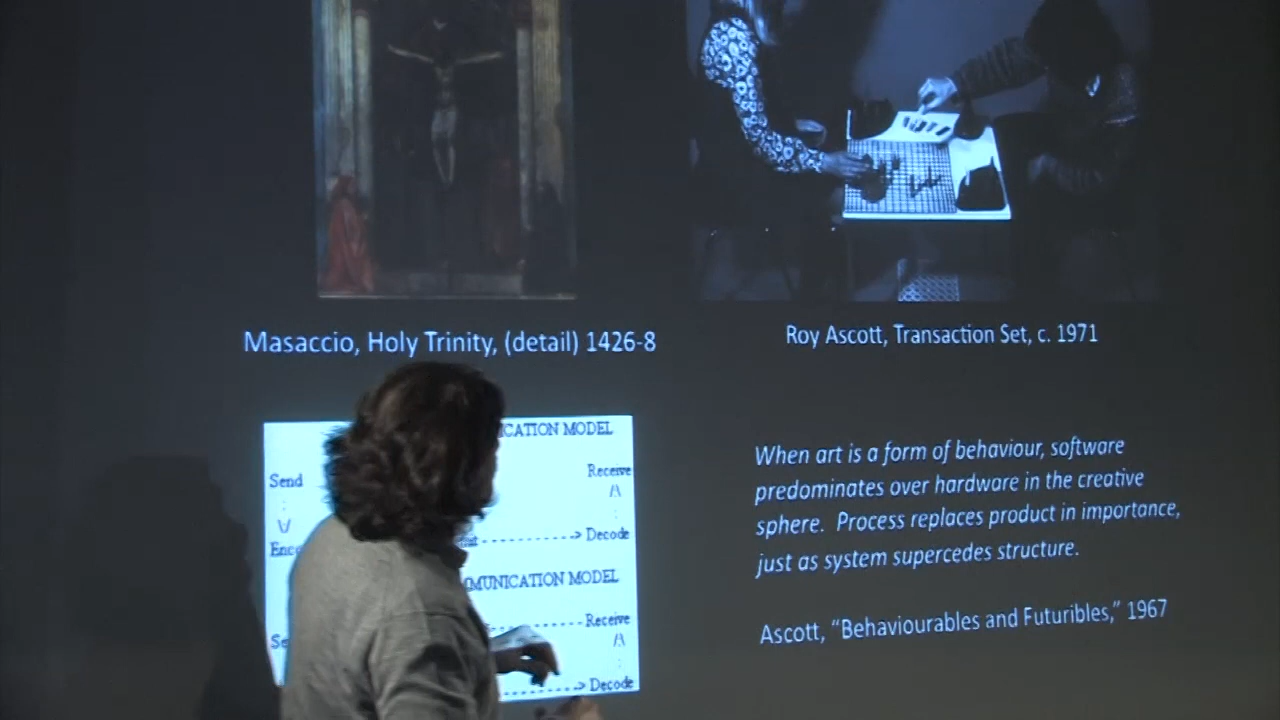 Masaccio, Holy Trinity, (detail) 1426-8
Roy Ascott, Transaction Set, c. 1971
CATION MODEL
Send
Receive
Decode
MUNICATION MODEL
Receive
Decode
When art is a form of behaviour, software
predominates over hardware in the creative
sphere. Process replaces product in importance,
just as system supercedes structure.
Ascott, “Behaviourables and Futuribles,” 1967